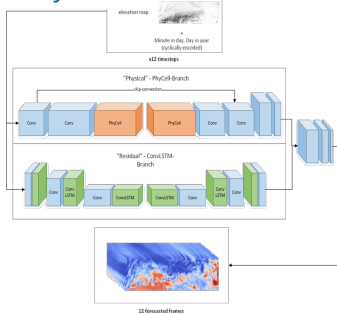 elevation map
+
Minute in day. Day in year
(cyclically encoded)
x12 timesteps
"Physical" - PhyCell-Branch
skip-connection
Conv
Conv
PhyCell
PhyCell
Conv
Conv
"Residual" - ConvLSTM-
Branch
Conv
Conv
LSTM
Conv
ConvLSTM
ConvLSTM
Conv
Conv
LSTM
Conv
12 forecasted frames